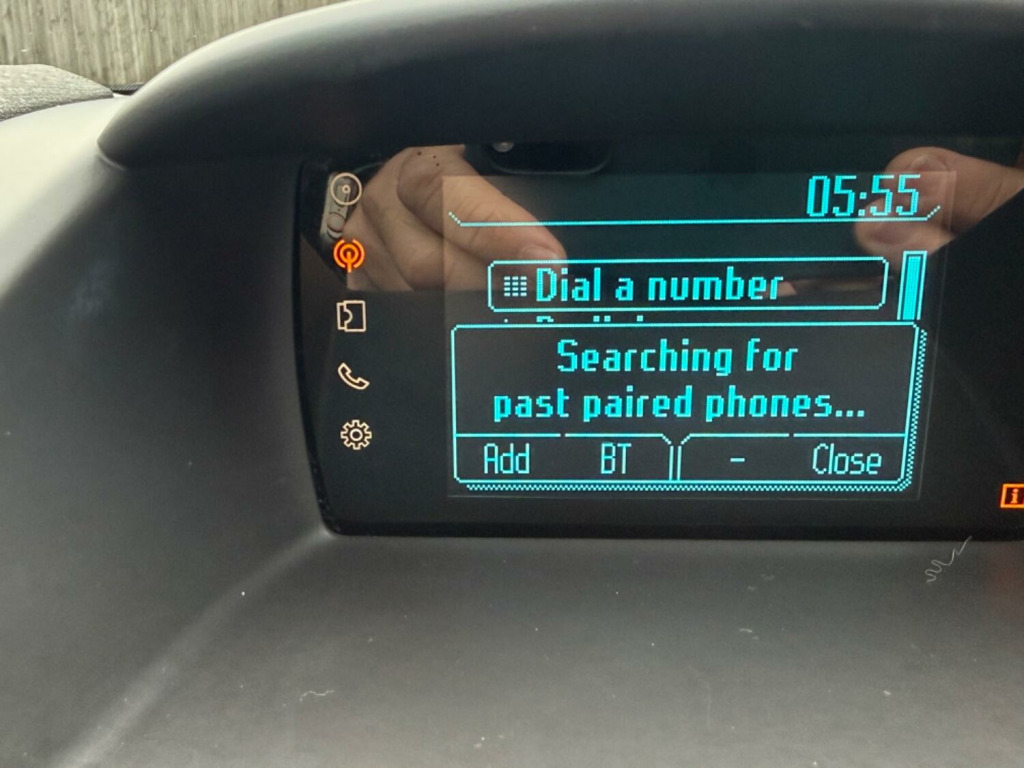 05:55
Dial a number
Searching for
past paired phones...
Add BT - Close
i